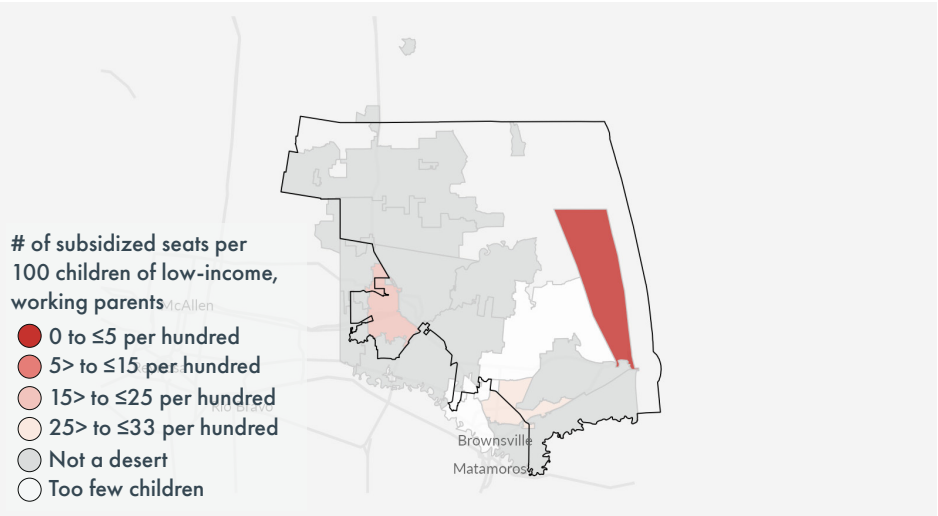 # of subsidized seats per
100 children of low-income,
working parents
McAllen
0 to ≤5 per hundred
5> to ≤15 per hundred
15> to ≤25 per hundred
Río Bravo
25> to ≤33 per hundred
Not a desert
Too few children
Brownsville
Matamoros